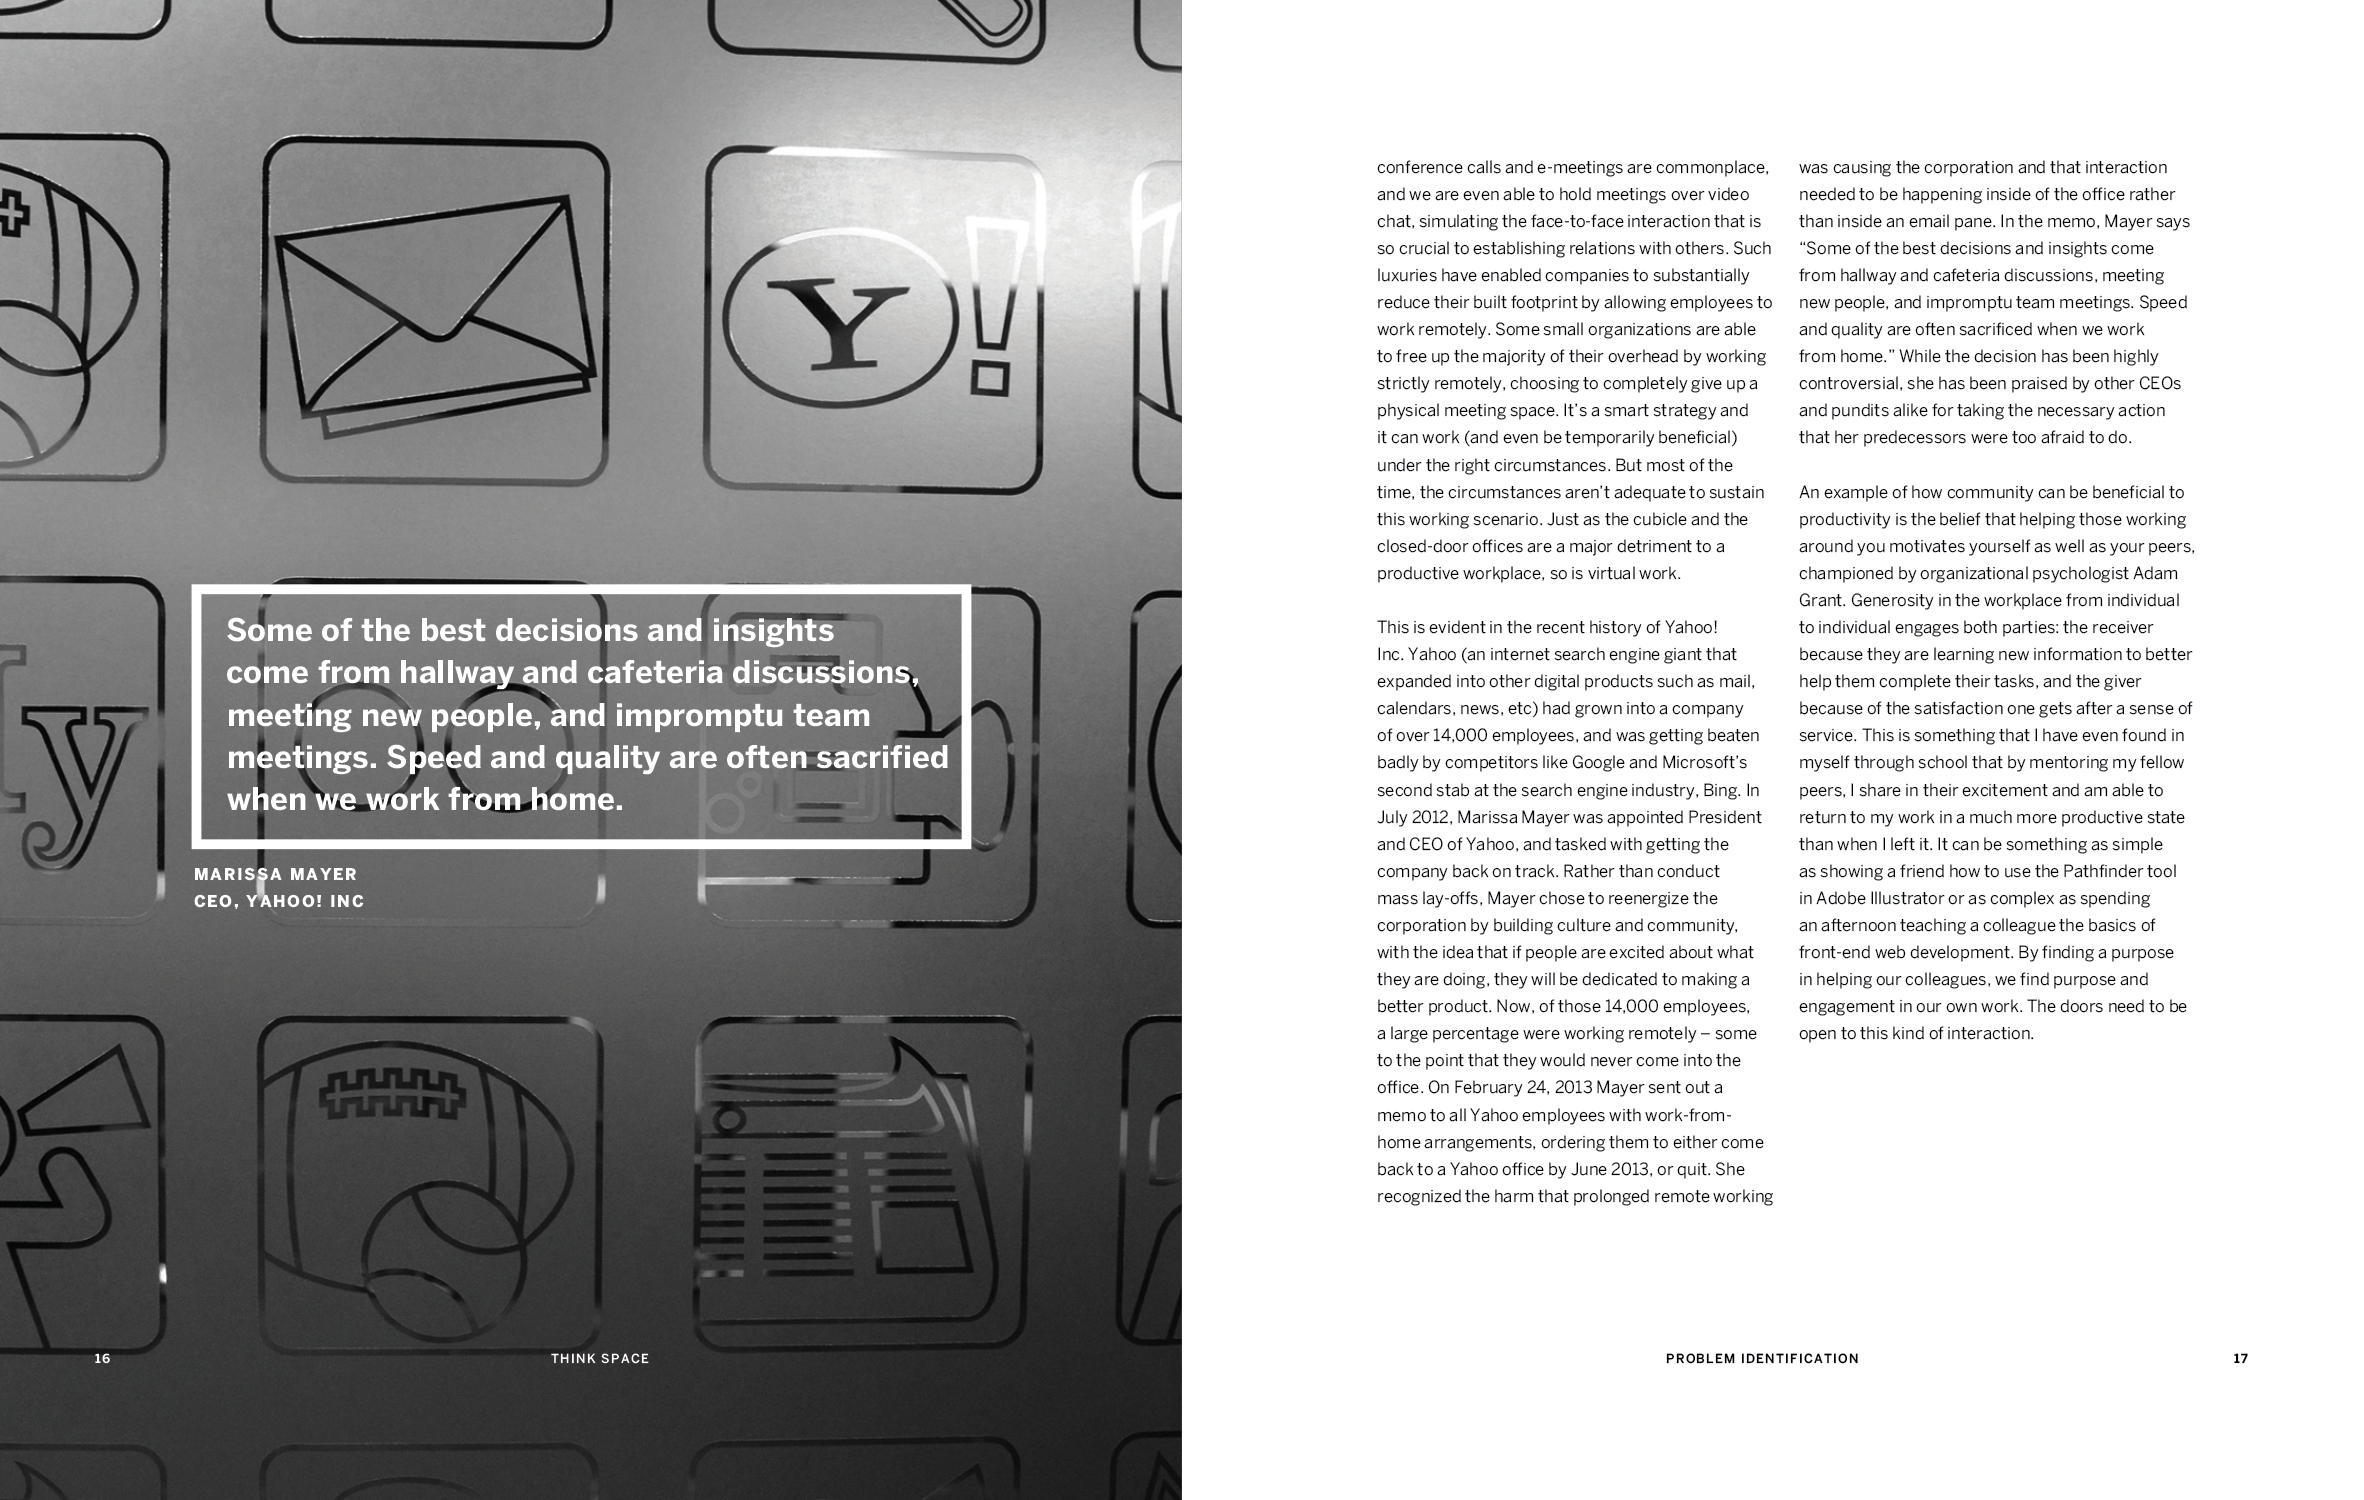 Y!
y
Some of the best decisions and insights
come from hallway and cafeteria discussions,
meeting new people, and impromptu team
meetings. Speed and quality are often sacrified
when we work from home.
MARISSA MAYER
CEO, YAHOO! INC
16
THINK SPACE
conference calls and e-meetings are commonplace,
and we are even able to hold meetings over video
chat, simulating the face-to-face interaction that is
so crucial to establishing relations with others. Such
luxuries have enabled companies to substantially
reduce their built footprint by allowing employees to
work remotely. Some small organizations are able
to free up the majority of their overhead by working
strictly remotely, choosing to completely give up a
physical meeting space. It’s a smart strategy and
it can work (and even be temporarily beneficial)
under the right circumstances. But most of the
time, the circumstances aren’t adequate to sustain
this working scenario. Just as the cubicle and the
closed-door offices are a major detriment to a
productive workplace, so is virtual work.
This is evident in the recent history of Yahoo!
Inc. Yahoo (an internet search engine giant that
expanded into other digital products such as mail,
calendars, news, etc) had grown into a company
of over 14,000 employees, and was getting beaten
badly by competitors like Google and Microsoft’s
second stab at the search engine industry, Bing. In
July 2012, Marissa Mayer was appointed President
and CEO of Yahoo, and tasked with getting the
company back on track. Rather than conduct
mass lay-offs, Mayer chose to reenergize the
corporation by building culture and community,
with the idea that if people are excited about what
they are doing, they will be dedicated to making a
better product. Now, of those 14,000 employees,
a large percentage were working remotely – some
to the point that they would never come into the
office. On February 24, 2013 Mayer sent out a
memo to all Yahoo employees with work-from-
home arrangements, ordering them to either come
back to a Yahoo office by June 2013, or quit. She
recognized the harm that prolonged remote working
was causing the corporation and that interaction
needed to be happening inside of the office rather
than inside an email pane. In the memo, Mayer says
“Some of the best decisions and insights come
from hallway and cafeteria discussions, meeting
new people, and impromptu team meetings. Speed
and quality are often sacrificed when we work
from home.” While the decision has been highly
controversial, she has been praised by other CEOs
and pundits alike for taking the necessary action
that her predecessors were too afraid to do.
An example of how community can be beneficial to
productivity is the belief that helping those working
around you motivates yourself as well as your peers,
championed by organizational psychologist Adam
Grant. Generosity in the workplace from individual
to individual engages both parties: the receiver
because they are learning new information to better
help them complete their tasks, and the giver
because of the satisfaction one gets after a sense of
service. This is something that I have even found in
myself through school that by mentoring my fellow
peers, I share in their excitement and am able to
return to my work in a much more productive state
than when I left it. It can be something as simple
as showing a friend how to use the Pathfinder tool
in Adobe Illustrator or as complex as spending
an afternoon teaching a colleague the basics of
front-end web development. By finding a purpose
in helping our colleagues, we find purpose and
engagement in our own work. The doors need to be
open to this kind of interaction.
PROBLEM IDENTIFICATION
17